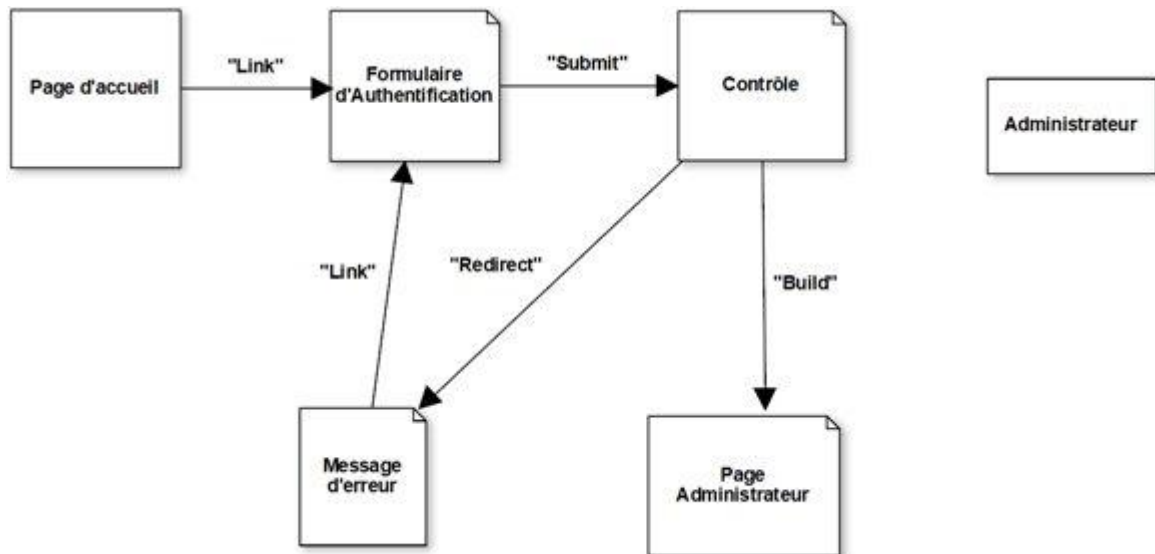 Page d'accueil
"Link"
Formulaire
d'Authentification
"Submit"
Contrôle
Administrateur
"Link"
"Redirect"
"Build"
Message
d'erreur
Page
Administrateur